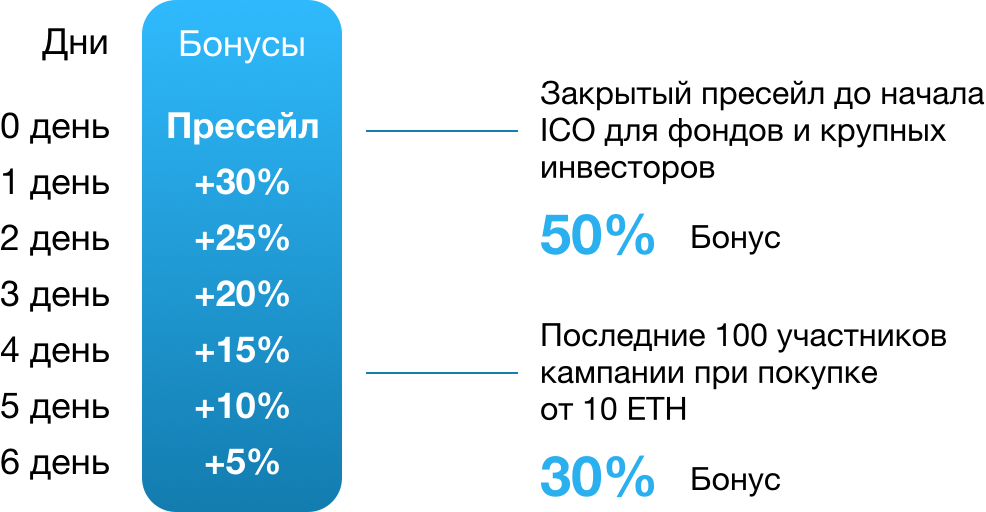 Дни Бонусы
0 день Пресейл
1 день +30%
2 день +25%
3 день +20%
4 день +15%
5 день +10%
6 день +5%
Закрытый пресейл до начала
ICO для фондов и крупных
инвесторов
50% Бонус
Последние 100 участников
кампании при покупке
от 10 ETH
30% Бонус